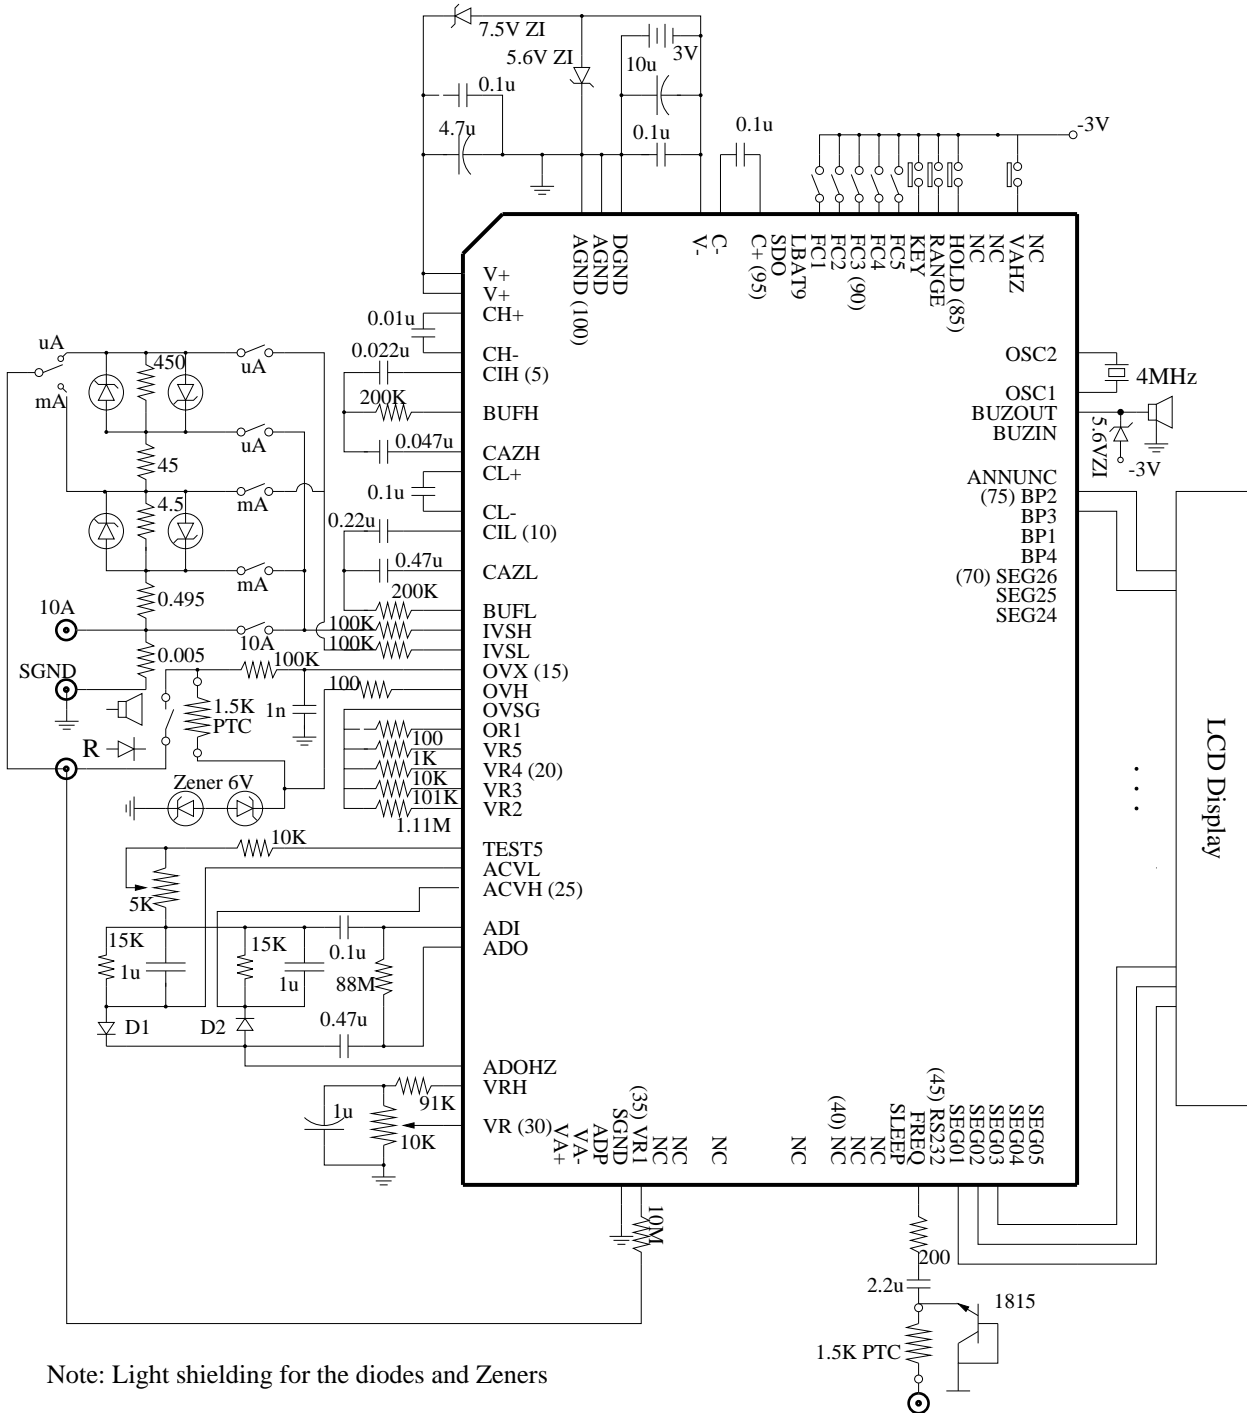 7.5V ZI
5.6V ZI
3V
10u
0.1u
4.7u
0.1u
0.1u
-3V
AGND (100)
AGND
DGND
V-
C-
C+ (95)
SDO
LBAT9
FC1
FC2
FC3 (90)
FC4
FC5
KEY
RANGE
HOLD (85)
NC
NC
VAHZ
NC
V+
V+
CH+
CH-
CIH (5)
BUFH
CAZH
CL+
CL-
CIL (10)
CAZL
BUFL
IVSH
IVSL
OVX (15)
OVH
OVSG
OR1
VR5
VR4 (20)
VR3
VR2
TEST5
ACVL
ACVH (25)
ADI
ADO
ADOHZ
VRH
VR (30)
0.01u
0.022u
200K
0.047u
0.1u
0.22u
0.47u
200K
100K
100K
uA
mA
450
uA
uA
45
4.5
mA
mA
0.495
10A
10A
0.005
SGND
100K
100
1.5K
PTC
1n
R
Zener 6V
100
1K
10K
101K
1.11M
10K
5K
15K
1u
15K
1u
0.1u
88M
D1
D2
0.47u
1u
91K
10K
OSC2
OSC1
4MHz
BUZOUT
BUZIN
5.6VZI
-3V
ANNUNC
(75) BP2
BP3
BP1
BP4
(70) SEG26
SEG25
SEG24
LCD Display
VA+
VA-
ADP
SGND
(35) VR1
NC
NC
NC
NC
(40) NC
NC
NC
SLEEP
FREQ
(45) RS232
SEG01
SEG02
SEG03
SEG04
SEG05
10M
200
2.2u
1815
1.5K PTC
Note: Light shielding for the diodes and Zeners